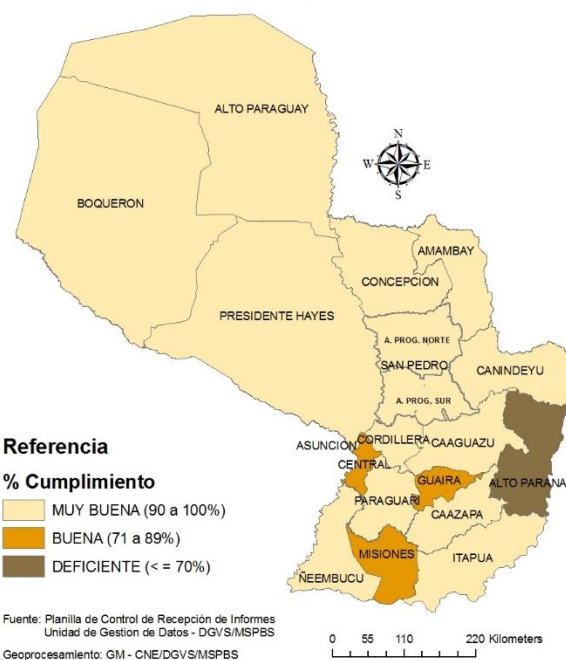 ALTO PARAGUAY
N
W E
S
BOQUERON
AMAMBAY
CONCEPCION
PRESIDENTE HAYES
A. PROG. NORTE
SAN PEDRO
CANINDEYU
A. PROG. SUR
ASUNCION
CORDILLERA
CAAGUAZU
CENTRAL
GUAIRA
ALTO PARANA
PARAGUARI
CAAZAPA
MISIONES
ITAPUA
ÑEEMBUCU
Referencia
% Cumplimiento
MUY BUENA (90 a 100%)
BUENA (71 a 89%)
DEFICIENTE (< = 70%)
Fuente: Planilla de Control de Recepción de Informes
Unidad de Gestion de Datos - DGVS/MSPBS
Geoprocesamiento: GM - CNE/DGVS/MSPBS
0 55 110 220 Kilometers